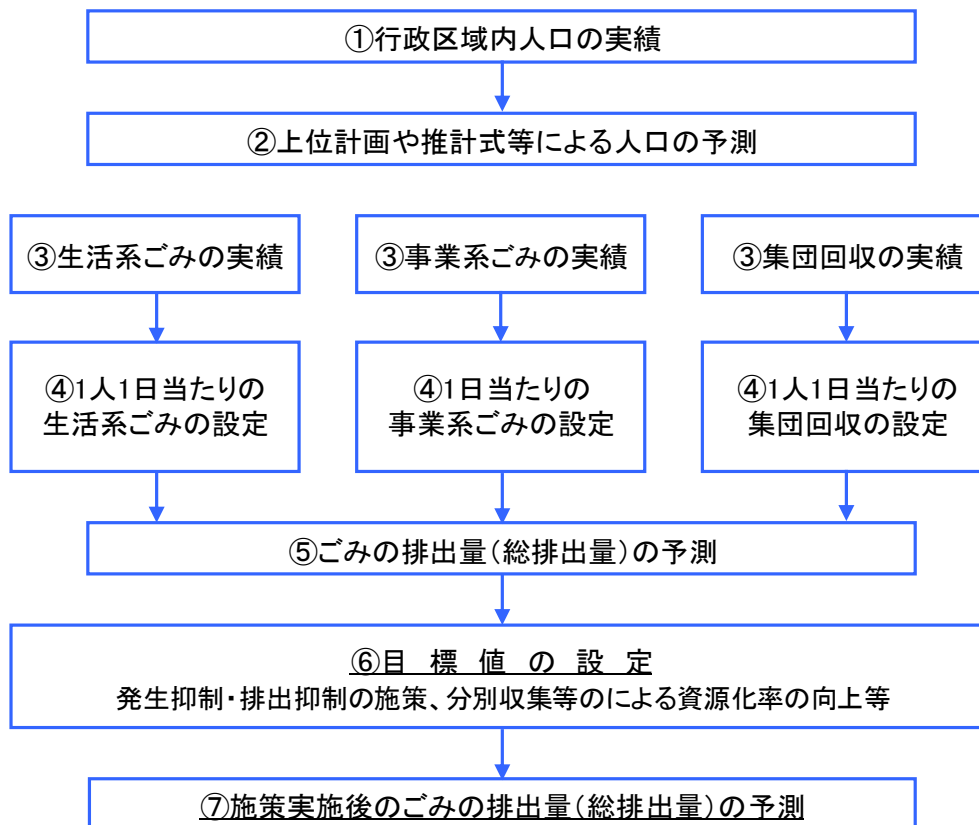 ①行政区域内人口の実績
②上位計画や推計式等による人口の予測
③生活系ごみの実績
③事業系ごみの実績
③集団回収の実績
④1人1日当たりの
生活系ごみの設定
④1日当たりの
事業系ごみの設定
④1人1日当たりの
集団回収の設定
⑤ごみの排出量(総排出量)の予測
⑥目 標 値 の 設 定
発生抑制・排出抑制の施策、分別収集等のによる資源化率の向上等
⑦施策実施後のごみの排出量(総排出量)の予測